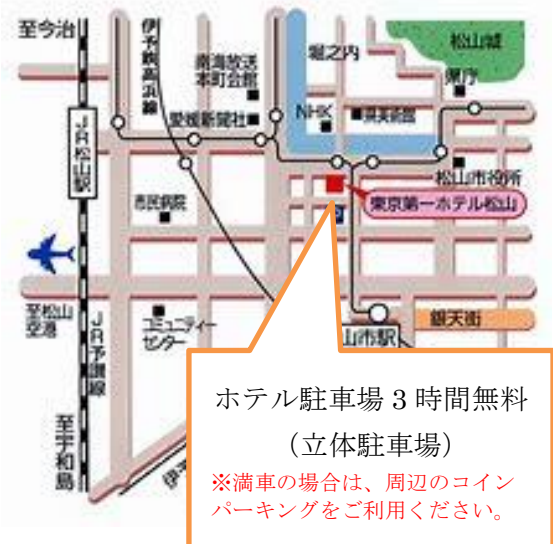 至今治
伊予鉄高浜線
南海放送
本町会館
堀之内
松山城
県庁
JR松山駅
愛媛新聞社
NHK
県美術館
松山市役所
市民病院
東京第一ホテル松山
至松山
空港
JR予讃線
コミュニティー
センター
銀天街
山市駅
至宇和島
伊予
ホテル駐車場3時間無料
(立体駐車場)
※満車の場合は、周辺のコイン
パーキングをご利用ください。